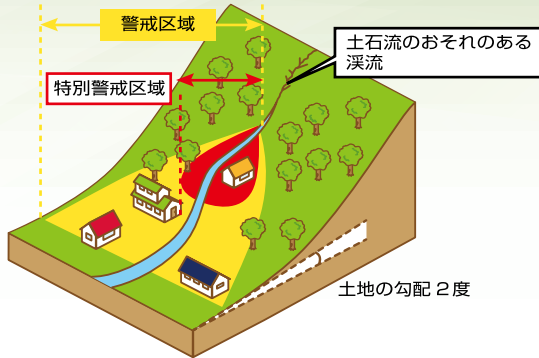 警戒区域
土石流のおそれのある
渓流
特別警戒区域
土地の勾配2度